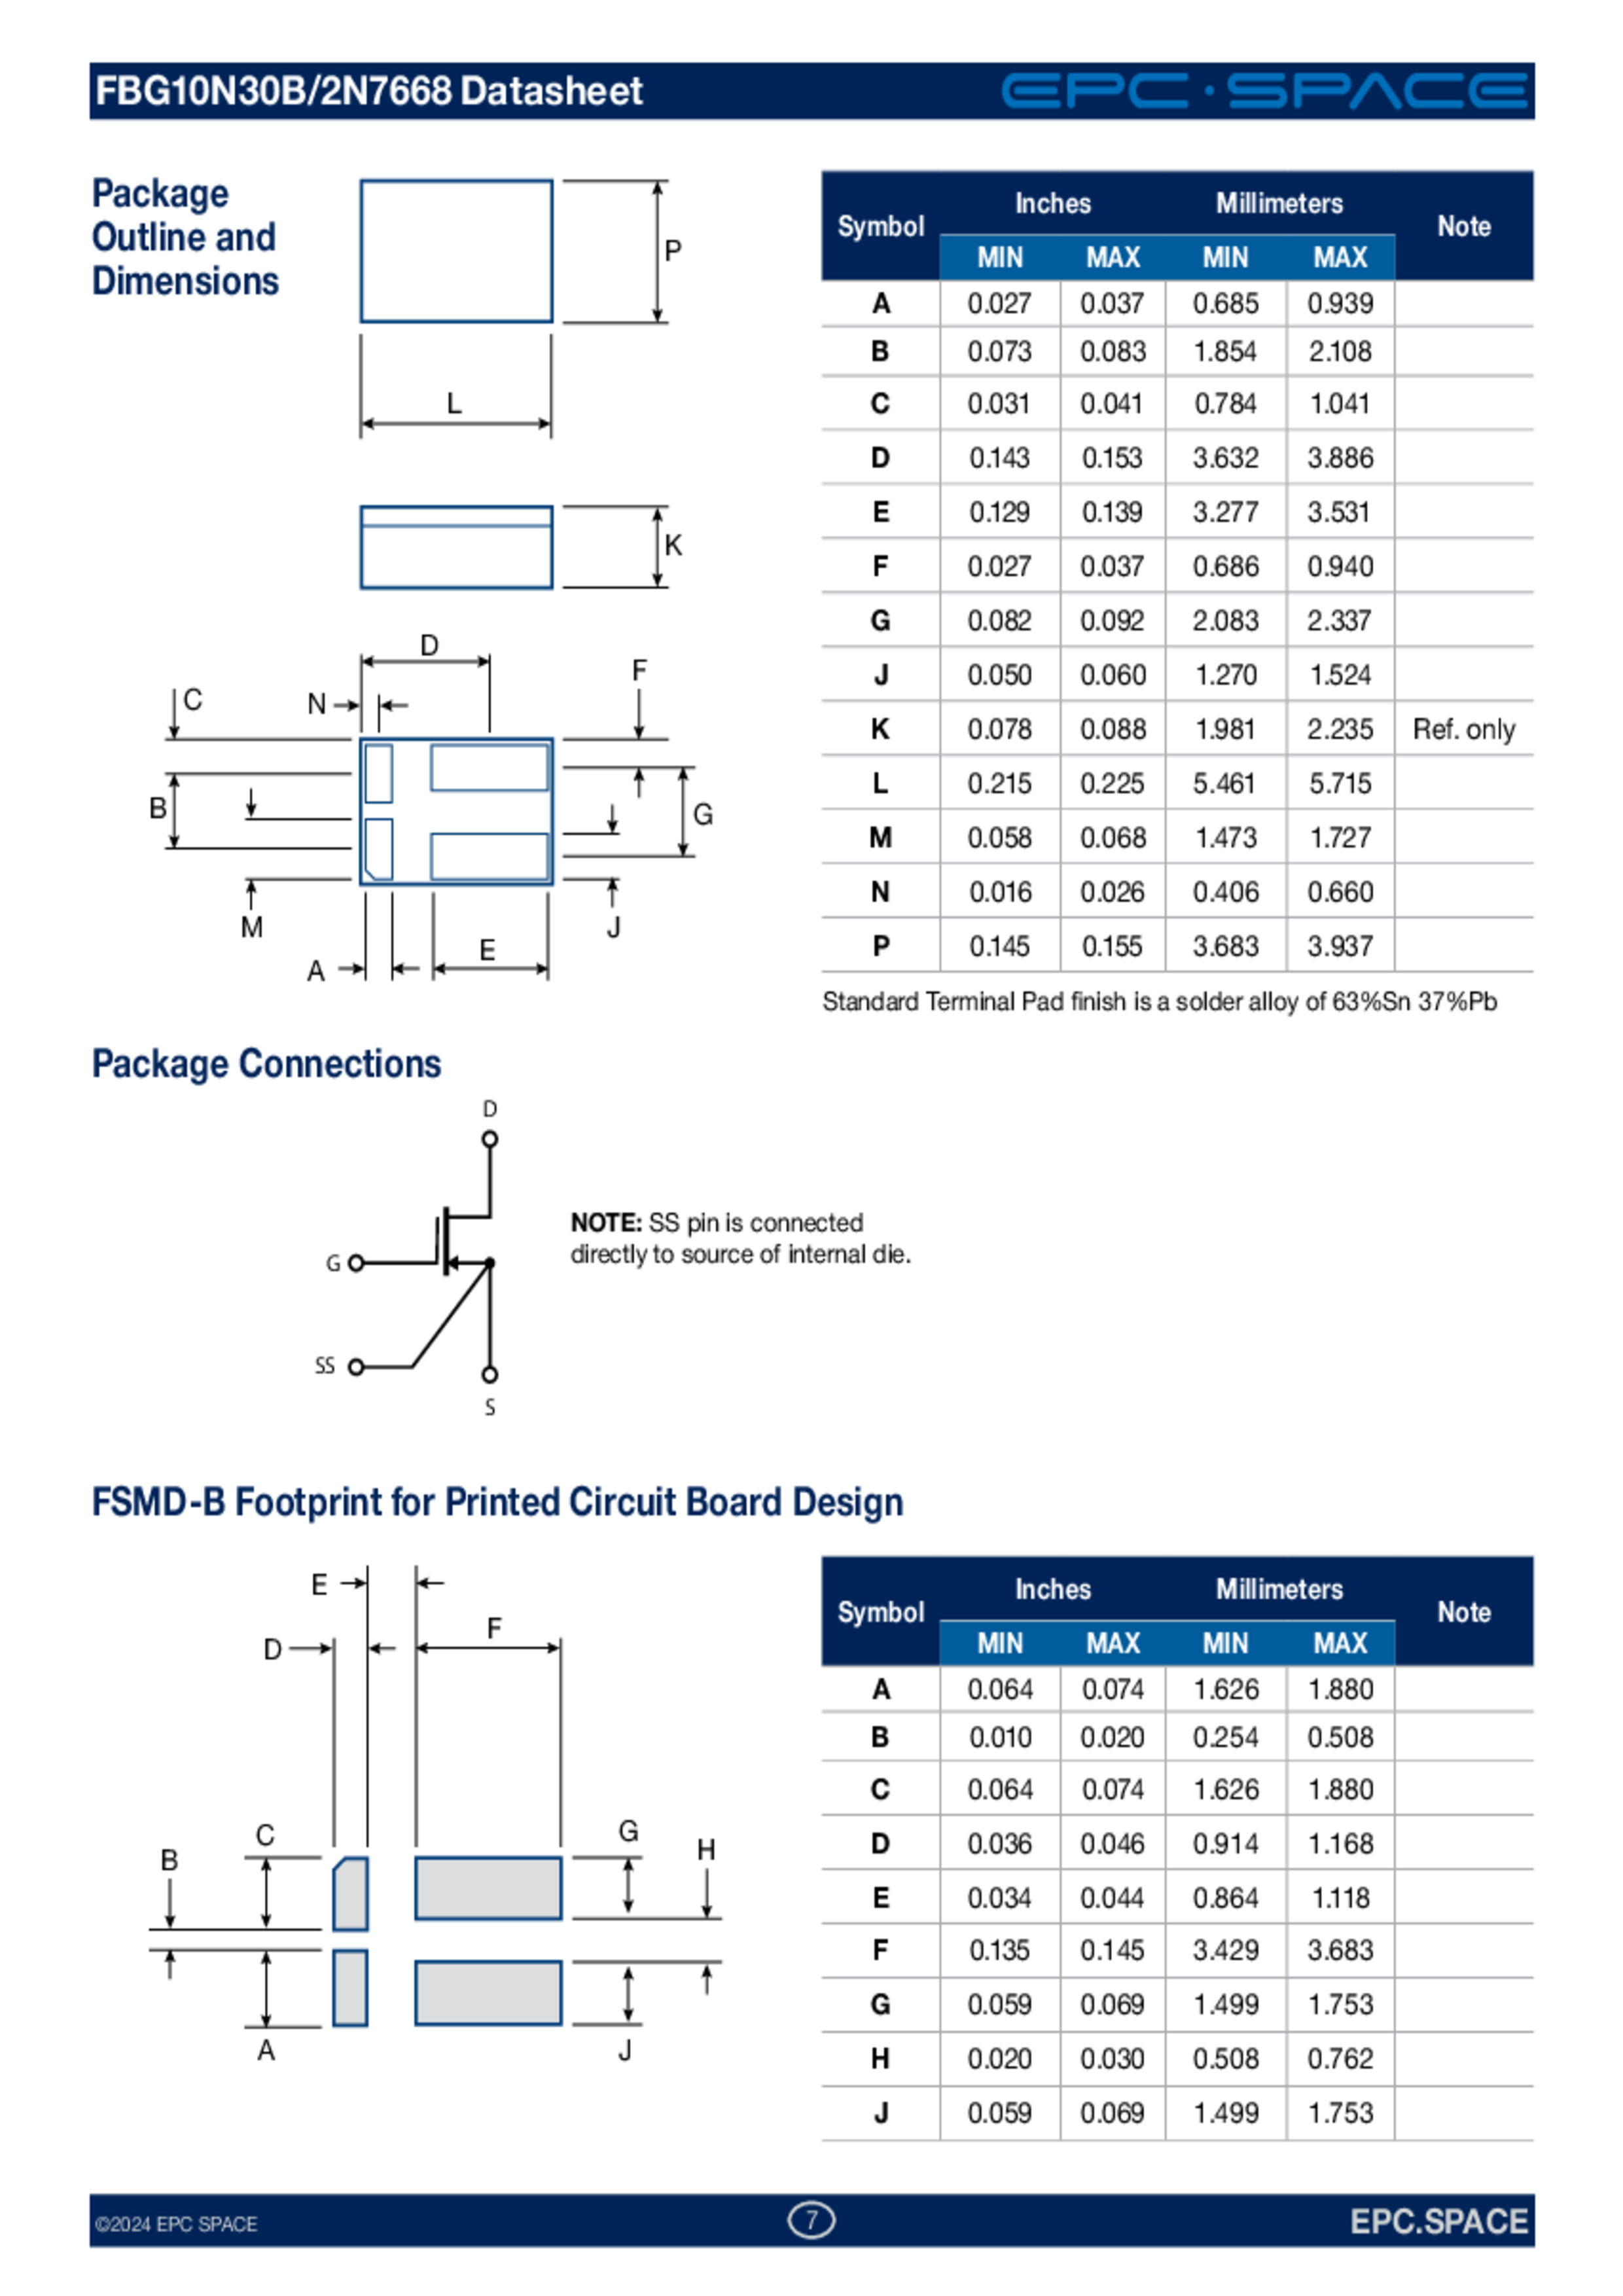 FBG10N30B/2N7668 Datasheet
EPC·SPACE
Package
Outline and
Dimensions
P
L
K
D
F
C
N
B
G
M
J
E
A
Symbol Inches Millimeters Note
MIN MAX MIN MAX
A 0.027 0.037 0.685 0.939
B 0.073 0.083 1.854 2.108
C 0.031 0.041 0.784 1.041
D 0.143 0.153 3.632 3.886
E 0.129 0.139 3.277 3.531
F 0.027 0.037 0.686 0.940
G 0.082 0.092 2.083 2.337
J 0.050 0.060 1.270 1.524
K 0.078 0.088 1.981 2.235 Ref. only
L 0.215 0.225 5.461 5.715
M 0.058 0.068 1.473 1.727
N 0.016 0.026 0.406 0.660
P 0.145 0.155 3.683 3.937
Standard Terminal Pad finish is a solder alloy of 63%Sn 37%Pb
Package Connections
D
G
SS
S
NOTE: SS pin is connected
directly to source of internal die.
FSMD-B Footprint for Printed Circuit Board Design
E
F
D
G
C
H
B
A
J
Symbol Inches Millimeters Note
MIN MAX MIN MAX
A 0.064 0.074 1.626 1.880
B 0.010 0.020 0.254 0.508
C 0.064 0.074 1.626 1.880
D 0.036 0.046 0.914 1.168
E 0.034 0.044 0.864 1.118
F 0.135 0.145 3.429 3.683
G 0.059 0.069 1.499 1.753
H 0.020 0.030 0.508 0.762
J 0.059 0.069 1.499 1.753
©2024 EPC SPACE
7
EPC.SPACE